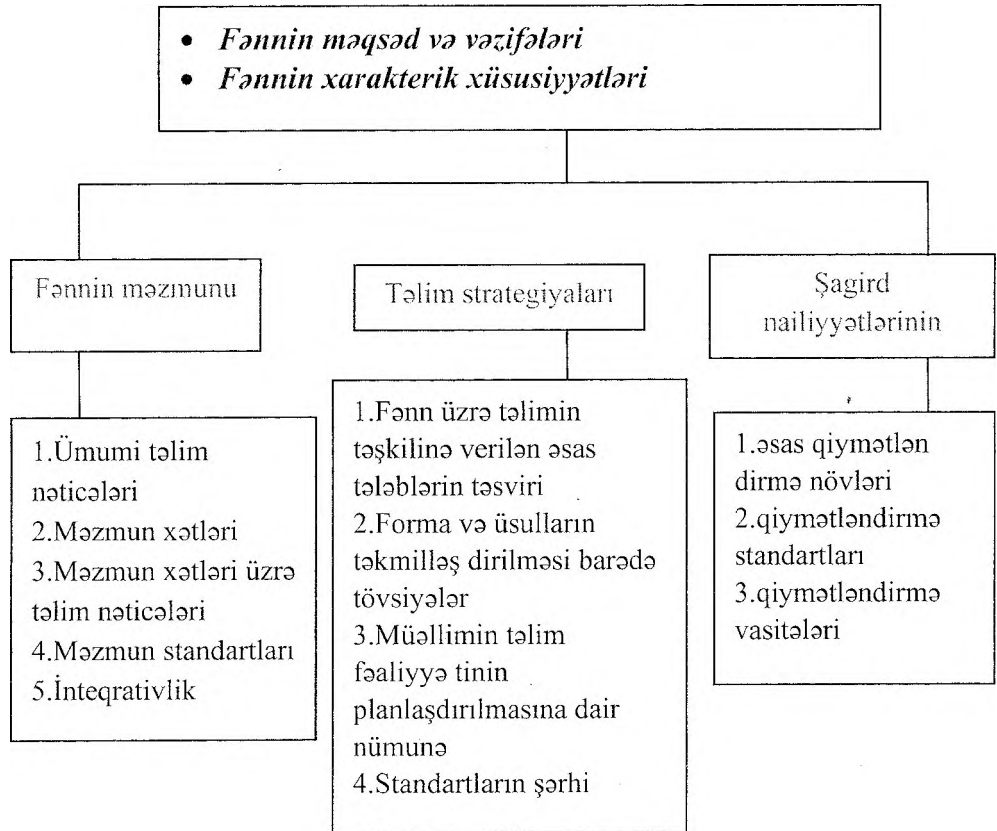 • Fənnin məqsəd və vəzifələri
• Fənnin xarakterik xüsusiyyətləri
Fənnin məzmunu
Təlim strategiyaları
Şagird
nailiyyətlərinin
1.Ümumi təlim
nəticələri
2.Məzmun xətləri
3.Məzmun xətləri üzrə
təlim nəticələri
4.Məzmun standartları
5.İnteqrativlik
1.Fənn üzrə təlimin
təşkilinə verilən əsas
tələblərin təsviri
2.Forma və üsulların
təkmilləş dirilməsi barədə
tövsiyələr
3.Müəllimin təlim
fəaliyyə tinin
planlaşdırılmasına dair
nümunə
4.Standartların şərhi
1.əsas qiymətlən
dirmə növləri
2.qiymətləndirmə
standartları
3.qiymətləndirmə
vasitələri